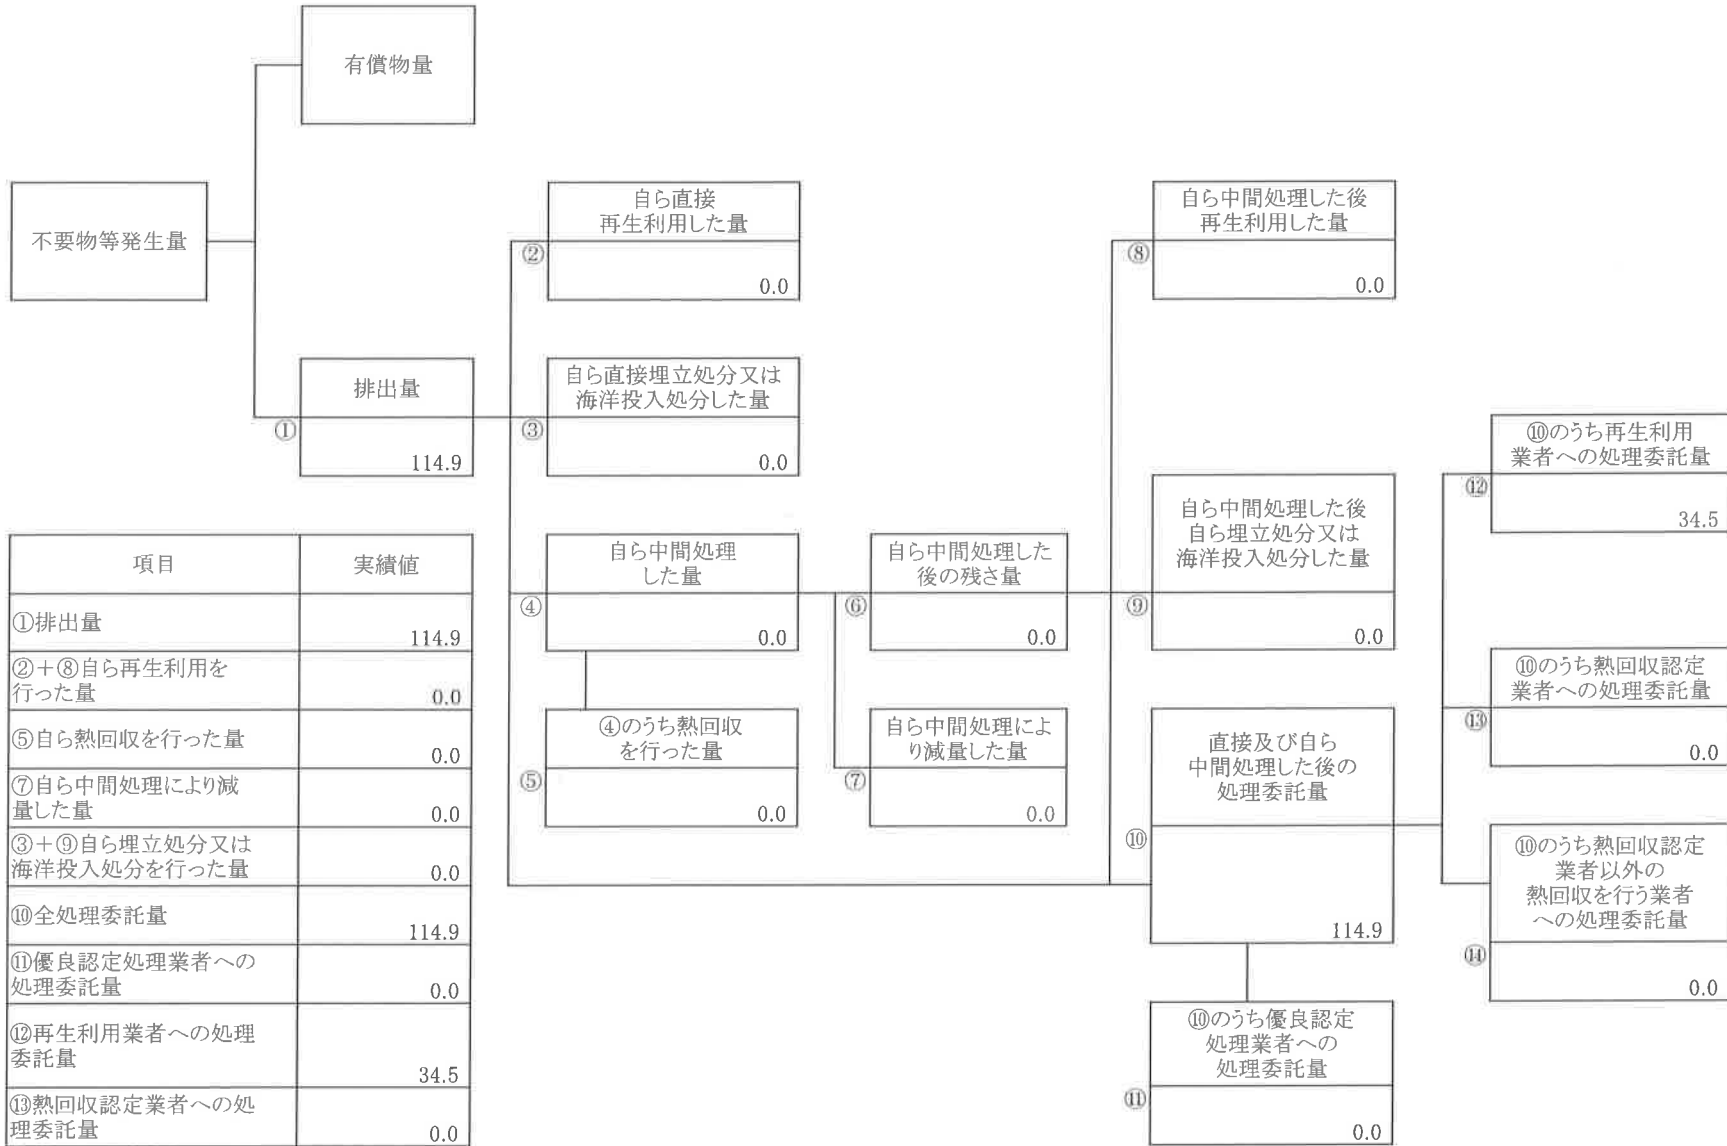 有償物量
不要物等発生量
排出量
①
114.9
自ら直接
再生利用した量
②
0.0
自ら直接埋立処分又は
海洋投入処分した量
③
0.0
自ら中間処理
した量
④
0.0
④のうち熱回収
を行った量
⑤
0.0
自ら中間処理した
後の残さ量
⑥
0.0
自ら中間処理によ
り減量した量
⑦
0.0
自ら中間処理した後
再生利用した量
⑧
0.0
自ら中間処理した後
自ら埋立処分又は
海洋投入処分した量
⑨
0.0
直接及び自ら
中間処理した後の
処理委託量
⑩
114.9
⑩のうち優良認定
処理業者への
処理委託量
⑪
0.0
⑩のうち再生利用
業者への処理委託量
⑫
34.5
⑩のうち熱回収認定
業者への処理委託量
⑬
0.0
⑩のうち熱回収認定
業者以外の
熱回収を行う業者
への処理委託量
⑭
0.0
項目 実績値
①排出量
114.9
②+⑧自ら再生利用を
行った量
0.0
⑤自ら熱回収を行った量
0.0
⑦自ら中間処理により減
量した量
0.0
③+⑨自ら埋立処分又は
海洋投入処分を行った量
0.0
⑩全処理委託量
114.9
⑪優良認定処理業者への
処理委託量
0.0
⑫再生利用業者への処理
委託量
34.5
⑬熱回収認定業者への処
理委託量
0.0